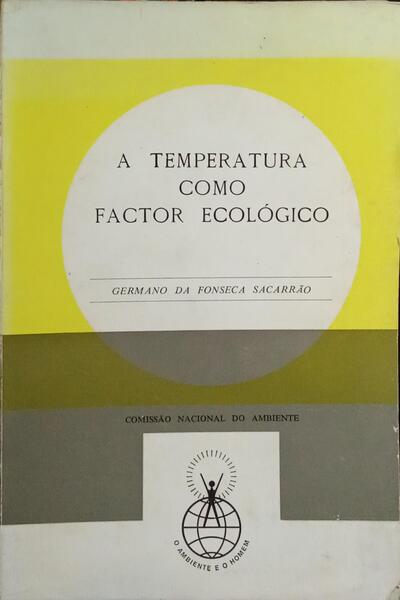 A TEMPERATURA
COMO
FACTOR ECOLÓGICO
GERMANO DA FONSECA SACARRÃO
COMISSÃO NACIONAL DO AMBIENTE
O AMBIENTE E O HOMEM